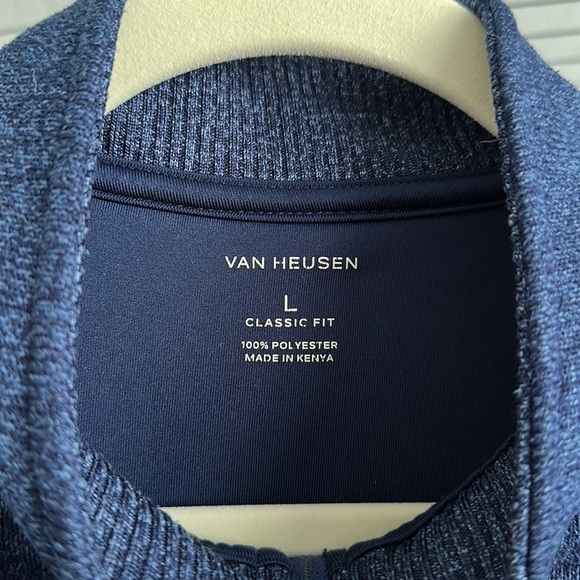 VAN HEUSEN
L
CLASSIC FIT
100% POLYESTER
MADE IN KENYA